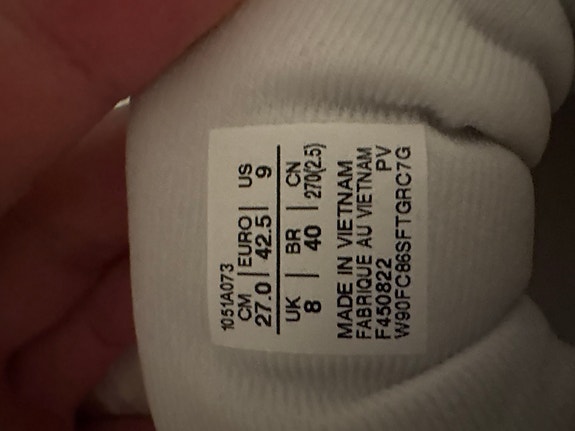 1051A073
CM | EURO | US
27.0 | 42.5 | 9
UK | BR | CN
8 | 40 | 270(2.5)
MADE IN VIETNAM
FABRIQUE AU VIETNAM
F450822 PV
W90FC86SFTGRC7G